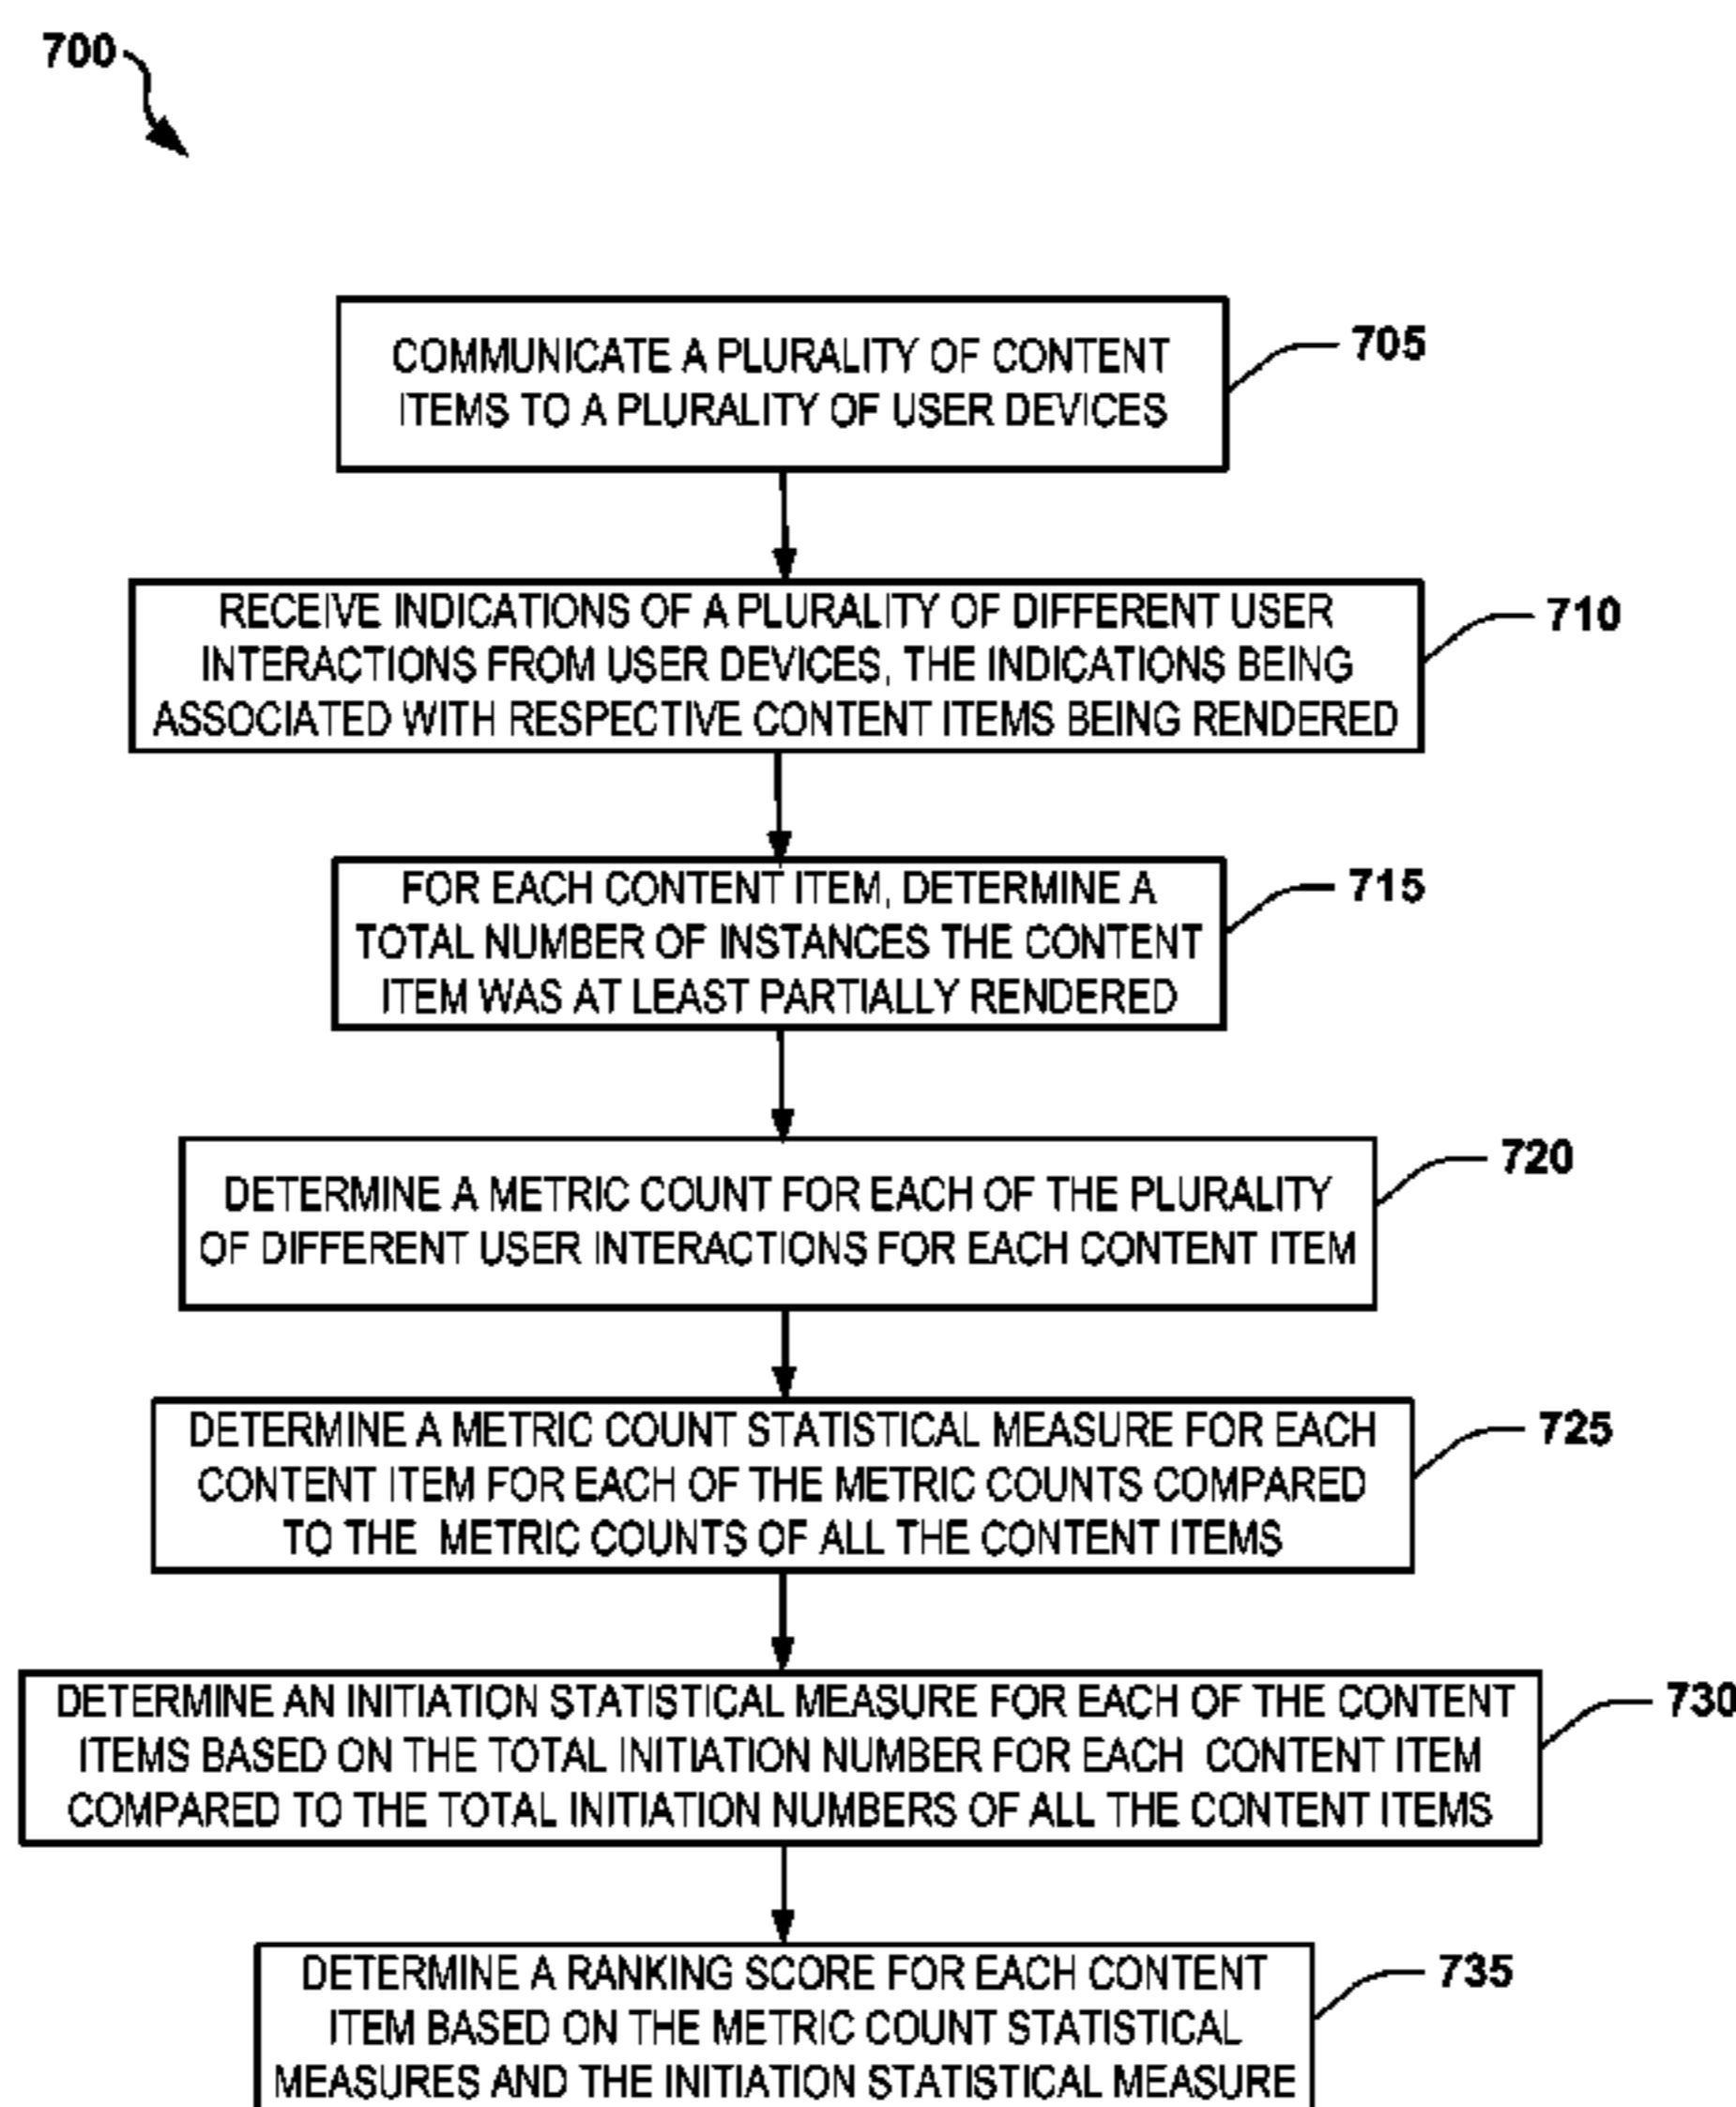 700
COMMUNICATE A PLURALITY OF CONTENT
ITEMS TO A PLURALITY OF USER DEVICES
705
RECEIVE INDICATIONS OF A PLURALITY OF DIFFERENT USER
INTERACTIONS FROM USER DEVICES, THE INDICATIONS BEING
ASSOCIATED WITH RESPECTIVE CONTENT ITEMS BEING RENDERED
710
FOR EACH CONTENT ITEM, DETERMINE A
TOTAL NUMBER OF INSTANCES THE CONTENT
ITEM WAS AT LEAST PARTIALLY RENDERED
715
DETERMINE A METRIC COUNT FOR EACH OF THE PLURALITY
OF DIFFERENT USER INTERACTIONS FOR EACH CONTENT ITEM
720
DETERMINE A METRIC COUNT STATISTICAL MEASURE FOR EACH
CONTENT ITEM FOR EACH OF THE METRIC COUNTS COMPARED
TO THE METRIC COUNTS OF ALL THE CONTENT ITEMS
725
DETERMINE AN INITIATION STATISTICAL MEASURE FOR EACH OF THE CONTENT
ITEMS BASED ON THE TOTAL INITIATION NUMBER FOR EACH CONTENT ITEM
COMPARED TO THE TOTAL INITIATION NUMBERS OF ALL THE CONTENT ITEMS
730
DETERMINE A RANKING SCORE FOR EACH CONTENT
ITEM BASED ON THE METRIC COUNT STATISTICAL
MEASURES AND THE INITIATION STATISTICAL MEASURE
735